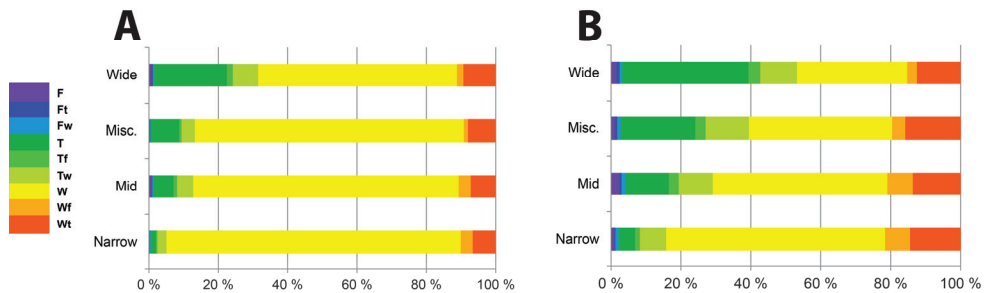 A
B
F
Ft
Fw
T
Tf
Tw
W
Wf
Wt
Wide
Misc.
Mid
Narrow
0 % 20 % 40 % 60 % 80 % 100 %
Wide
Misc.
Mid
Narrow
0 % 20 % 40 % 60 % 80 % 100 %